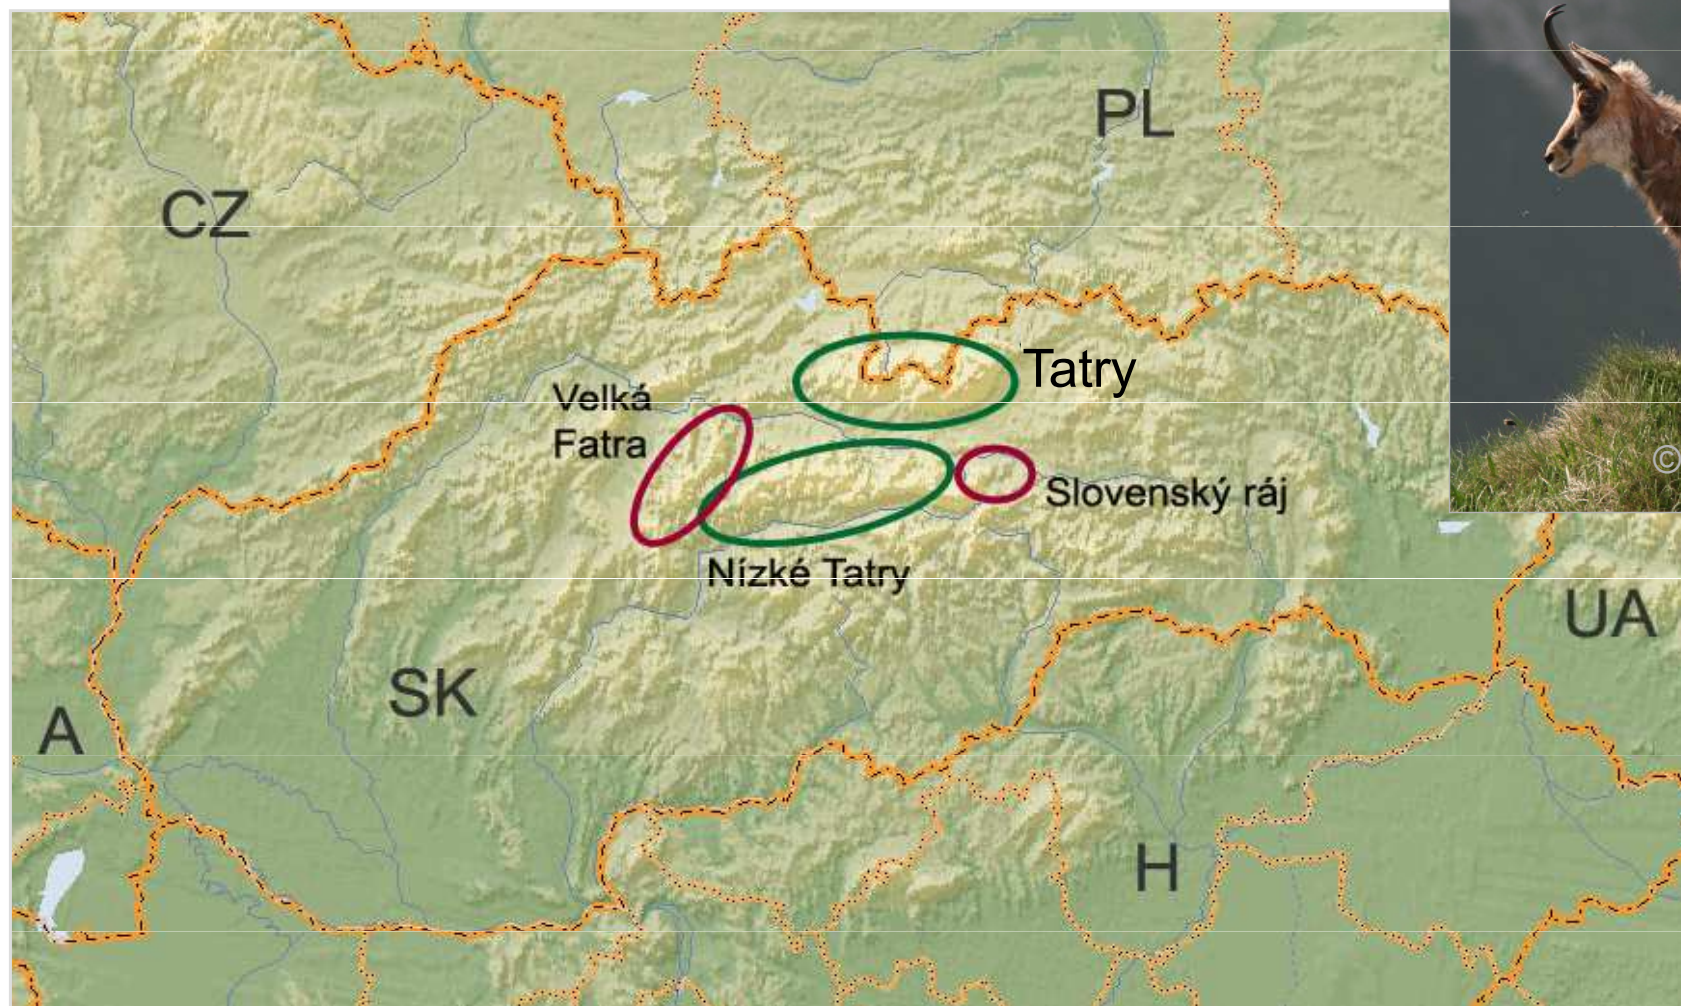 PL
CZ
Tatry
Velká
Fatra
Slovenský ráj
Nízké Tatry
UA
SK
A
H
©